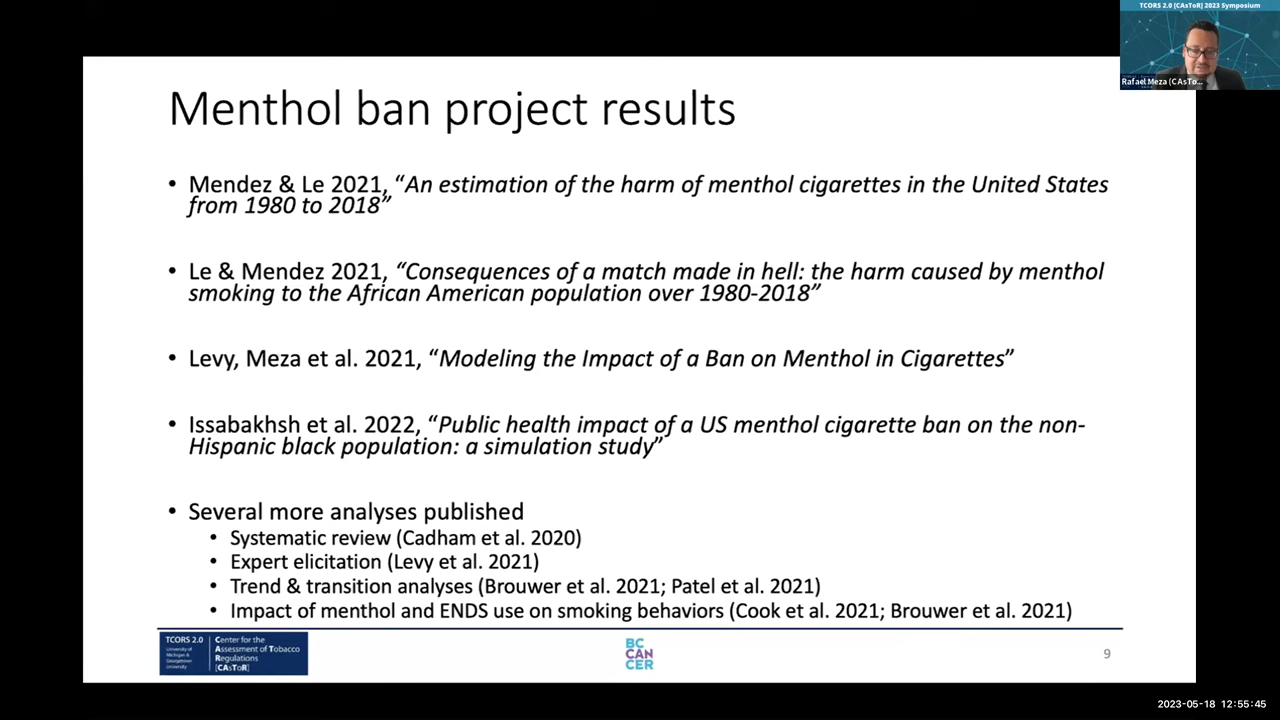 TCORS 2.0 [CAsToR] 2023 Symposium
Rafael Meza (CAsTo...
Menthol ban project results
• Mendez & Le 2021, “An estimation of the harm of menthol cigarettes in the United States
from 1980 to 2018”
• Le & Mendez 2021, “Consequences of a match made in hell: the harm caused by menthol
smoking to the African American population over 1980-2018”
• Levy, Meza et al. 2021, “Modeling the Impact of a Ban on Menthol in Cigarettes”
• Issabakhsh et al. 2022, “Public health impact of a US menthol cigarette ban on the non-
Hispanic black population: a simulation study”
• Several more analyses published
• Systematic review (Cadham et al. 2020)
• Expert elicitation (Levy et al. 2021)
• Trend & transition analyses (Brouwer et al. 2021; Patel et al. 2021)
• Impact of menthol and ENDS use on smoking behaviors (Cook et al. 2021; Brouwer et al. 2021)
TCORS 2.0
University of
Michigan &
Georgetown
University
Center for the
Assessment of Tobacco
Regulations
[CAsToR]
BC
CAN
CER
9
2023-05-18 12:55:45